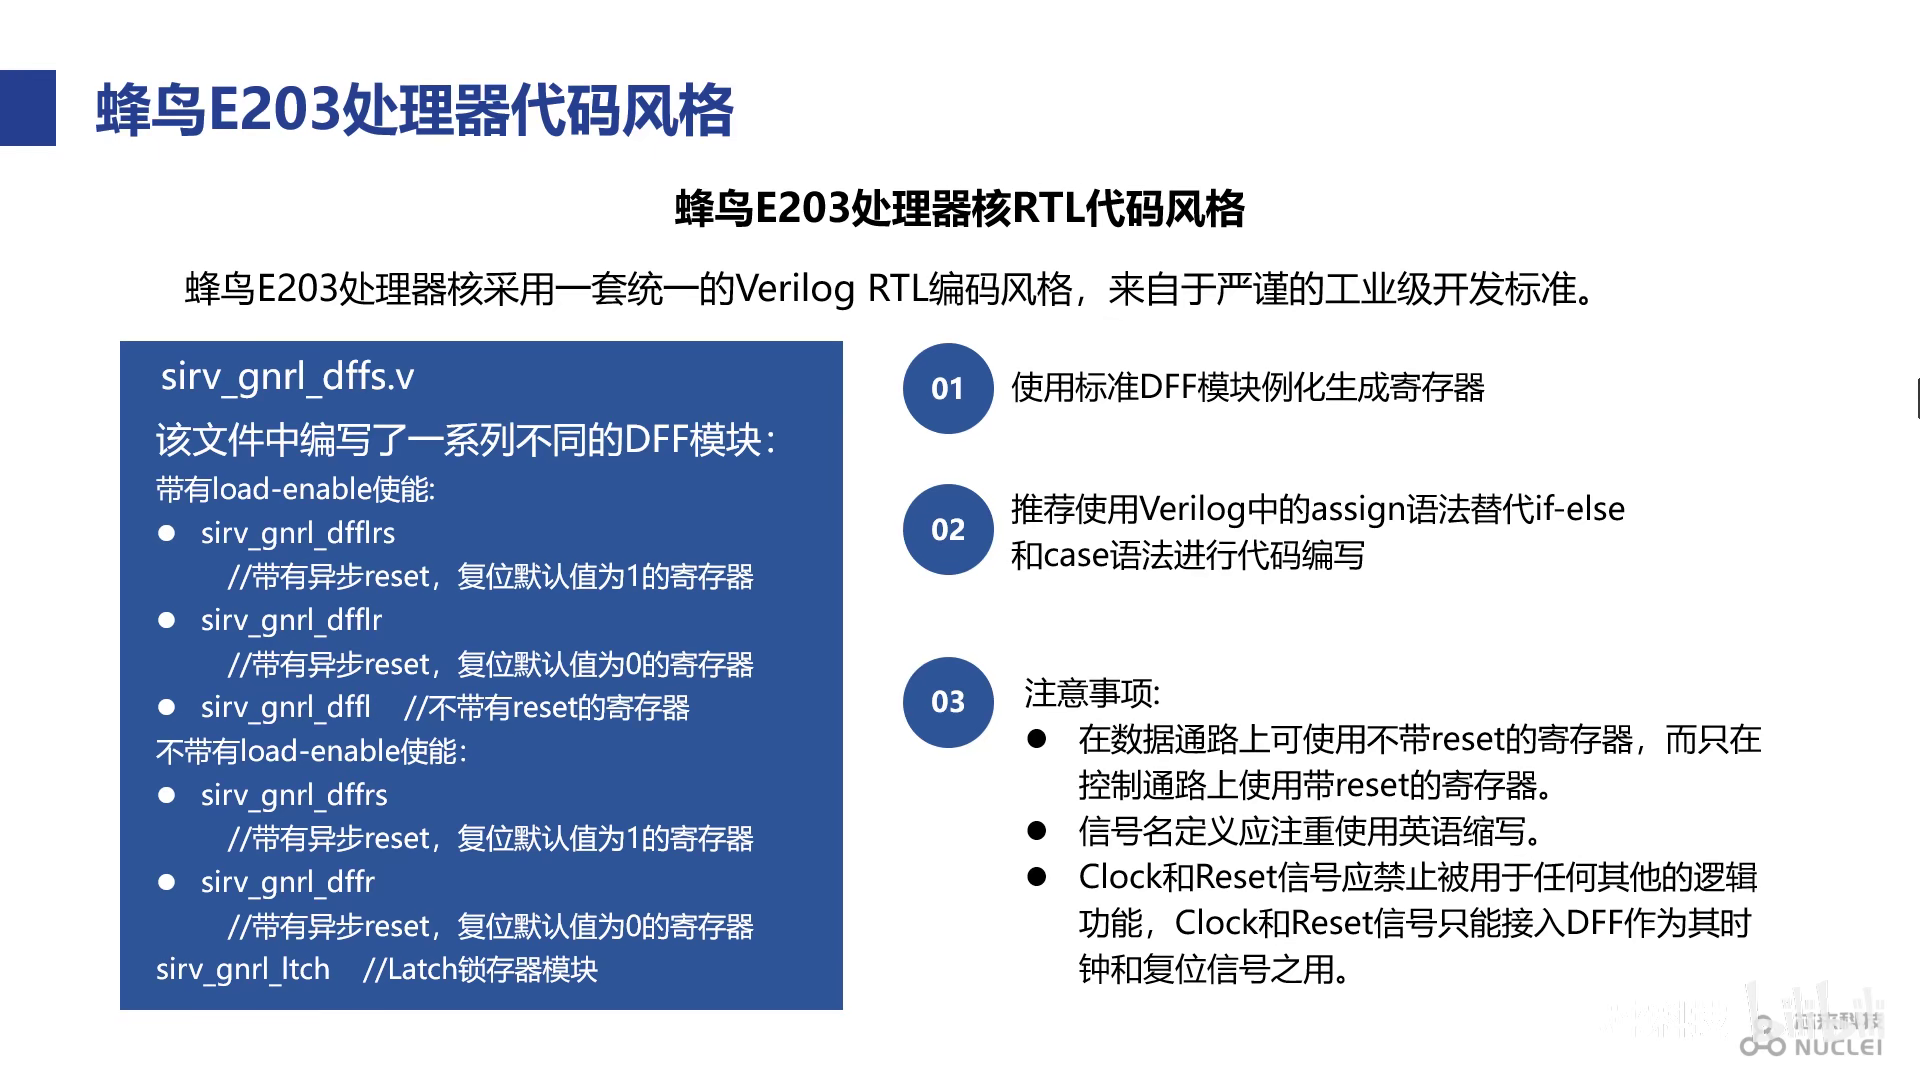 蜂鸟E203处理器代码风格
蜂鸟E203处理器核RTL代码风格
蜂鸟E203处理器核采用一套统一的Verilog RTL编码风格，来自于严谨的工业级开发标准。
sirv_gnrl_dffs.v
该文件中编写了一系列不同的DFF模块：
带有load-enable使能:
● sirv_gnrl_dfflrs
//带有异步reset，复位默认值为1的寄存器
● sirv_gnrl_dfflr
//带有异步reset，复位默认值为0的寄存器
● sirv_gnrl_dffl //不带有reset的寄存器
不带有load-enable使能：
● sirv_gnrl_dffrs
//带有异步reset，复位默认值为1的寄存器
● sirv_gnrl_dffr
//带有异步reset，复位默认值为0的寄存器
sirv_gnrl_ltch //Latch锁存器模块
01 使用标准DFF模块例化生成寄存器
02 推荐使用Verilog中的assign语法替代if-else
和case语法进行代码编写
03 注意事项:
● 在数据通路上可使用不带reset的寄存器，而只在
控制通路上使用带reset的寄存器。
● 信号名定义应注重使用英语缩写。
● Clock和Reset信号应禁止被用于任何其他的逻辑
功能，Clock和Reset信号只能接入DFF作为其时
钟和复位信号之用。
芯来科技
NUCLEI